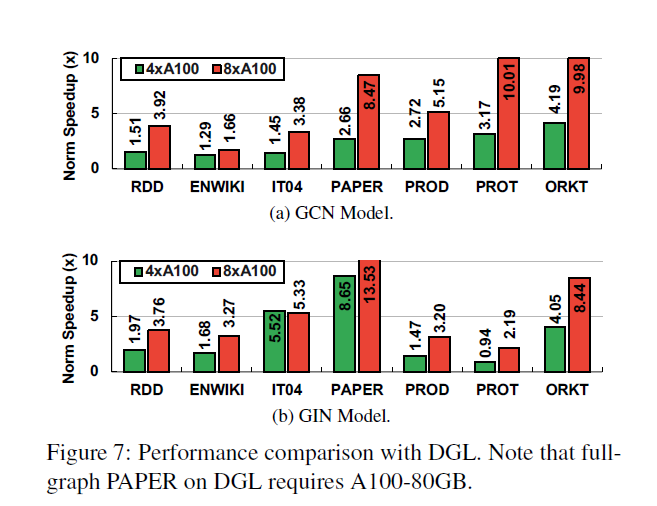 Norm Speedup (x)
10
5
0
4xA100 8xA100
1.51 3.92 1.29 1.66 1.45 3.38 2.66 8.47 2.72 5.15 3.17 10.01 4.19 9.98
RDD ENWIKI IT04 PAPER PROD PROT ORKT
(a) GCN Model.
Norm Speedup (x)
10
5
0
4xA100 8xA100
1.97 3.76 1.68 3.27 5.52 5.33 8.65 13.53 1.47 3.20 0.94 2.19 4.05 8.44
RDD ENWIKI IT04 PAPER PROD PROT ORKT
(b) GIN Model.
Figure 7: Performance comparison with DGL. Note that full-
graph PAPER on DGL requires A100-80GB.